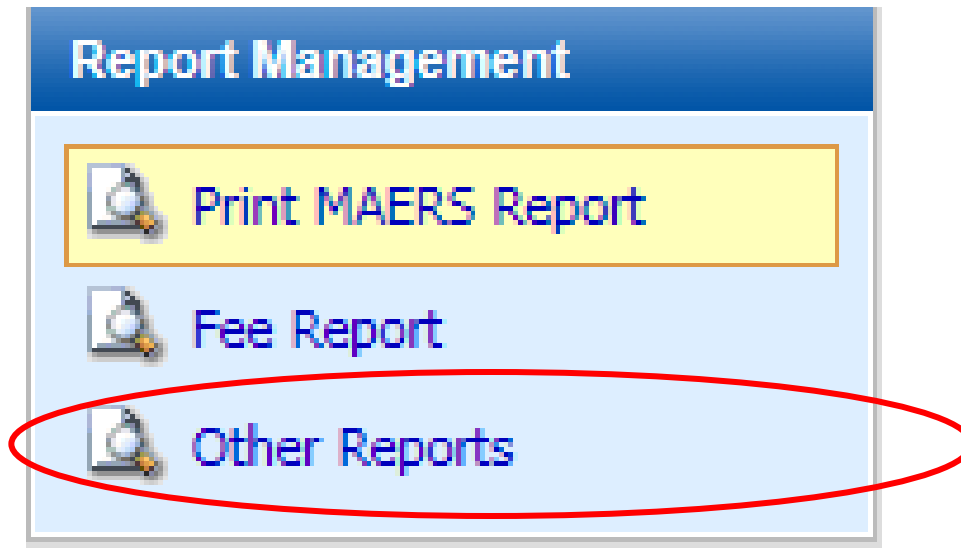 Report Management
Print MAERS Report
Fee Report
Other Reports